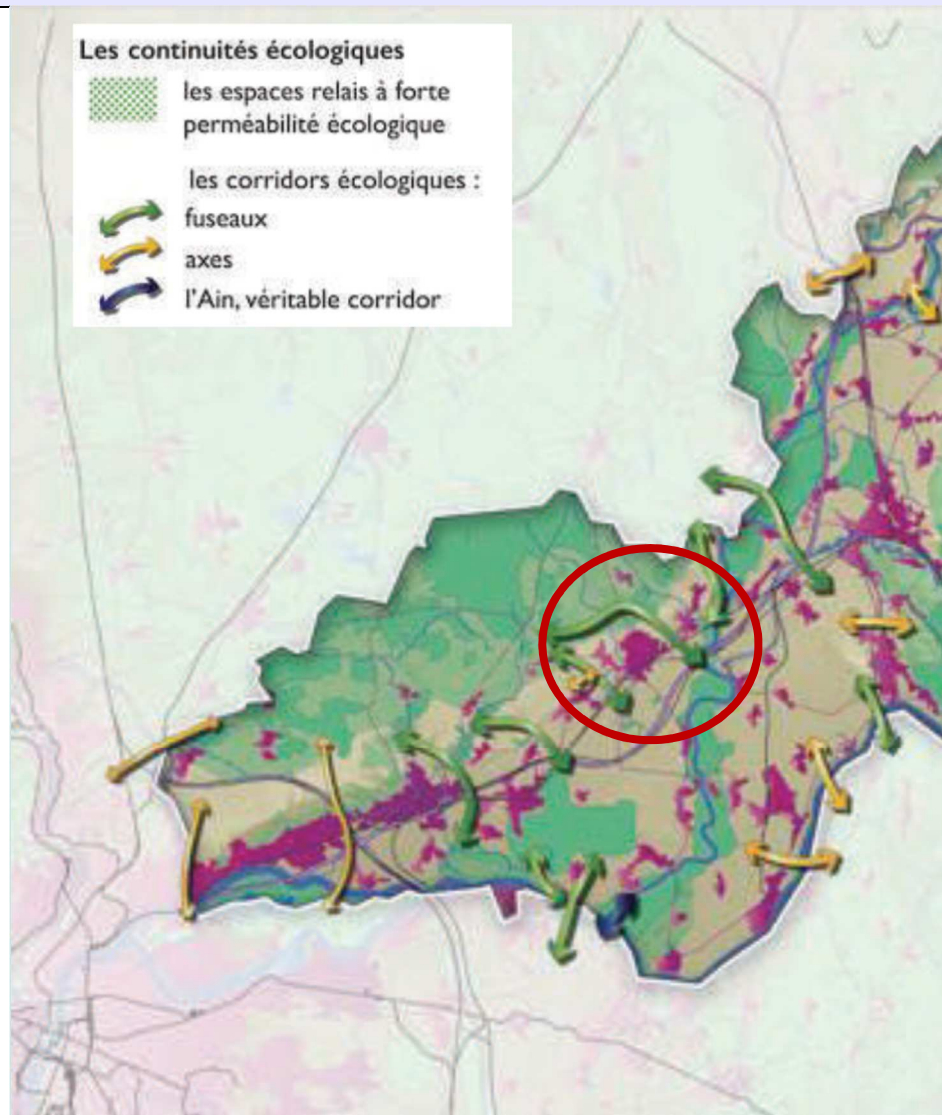 Les continuités écologiques
les espaces relais à forte
perméabilité écologique
les corridors écologiques :
fuseaux
axes
l'Ain, véritable corridor